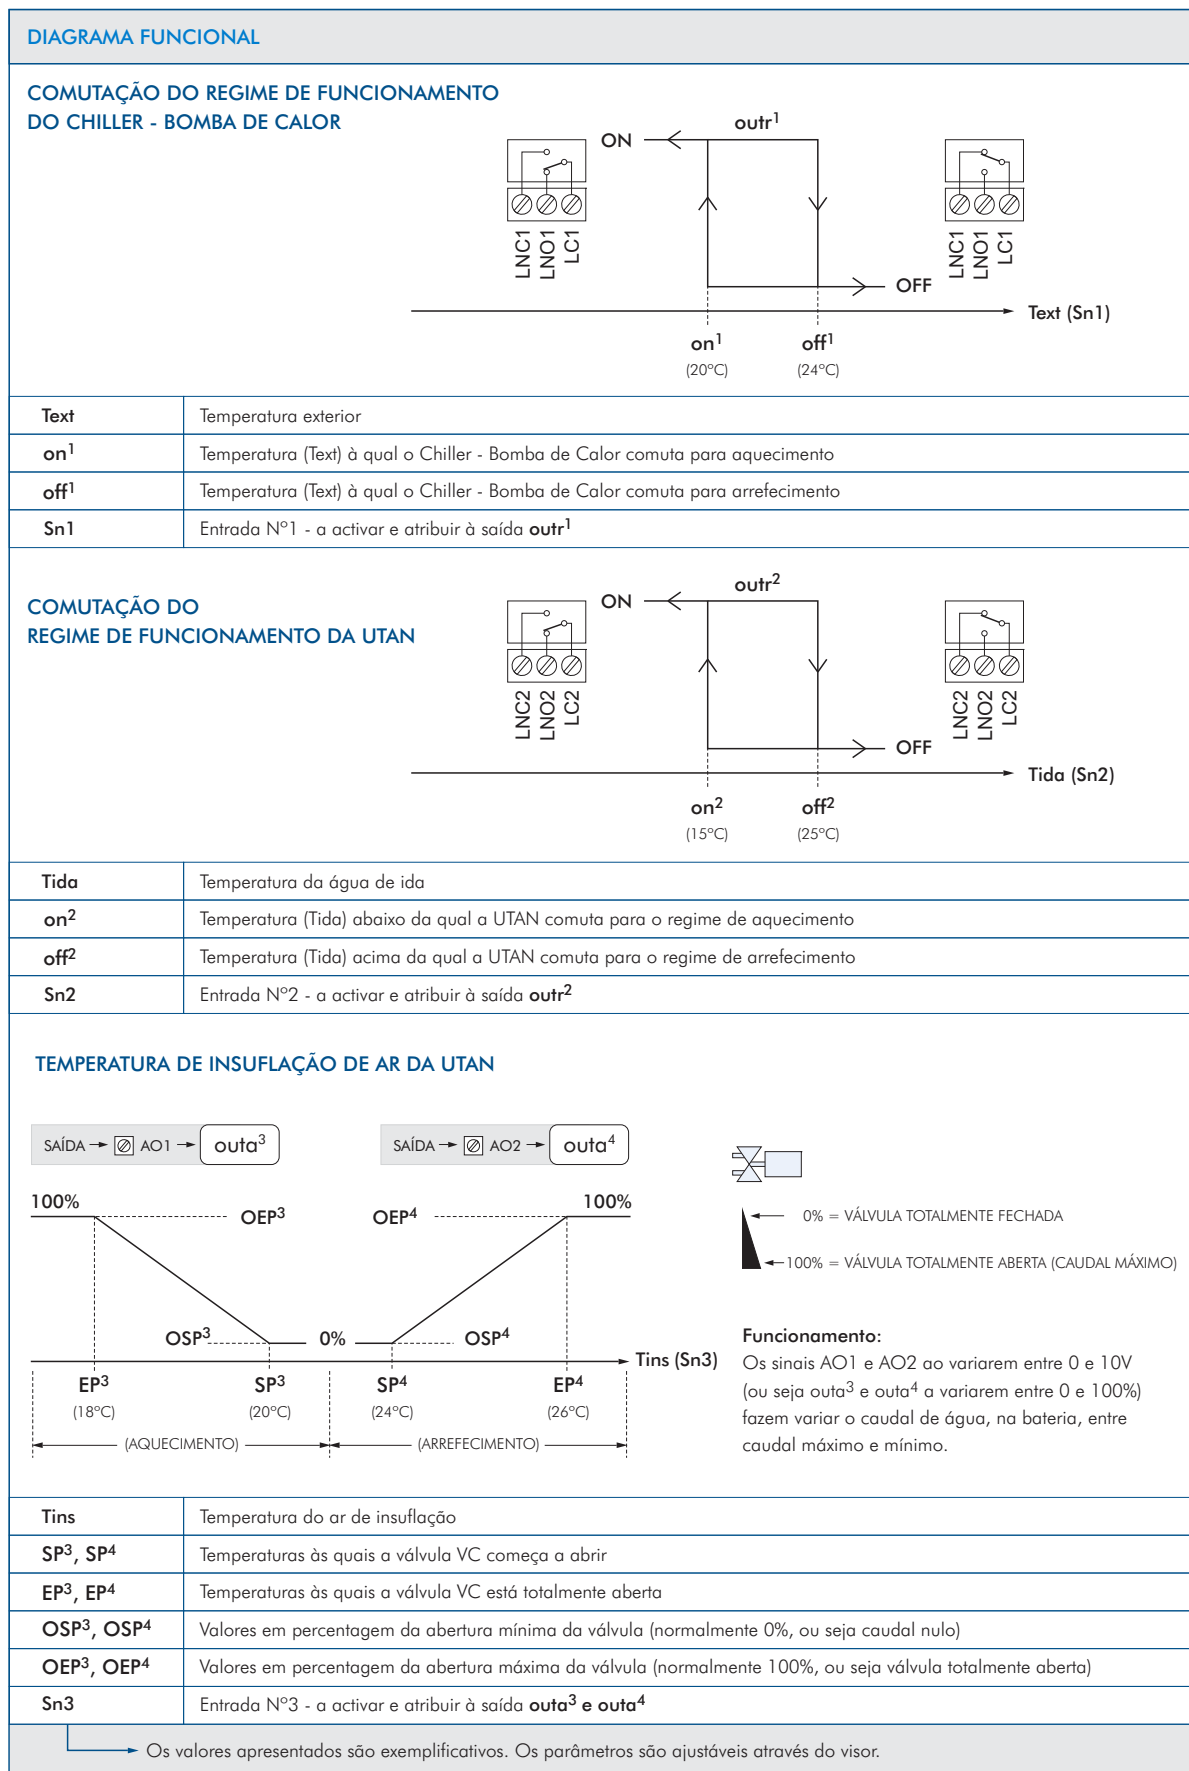 DIAGRAMA FUNCIONAL
COMUTAÇÃO DO REGIME DE FUNCIONAMENTO
DO CHILLER - BOMBA DE CALOR
ON
outr1
LNC1
LNO1
LC1
LNC1
LNO1
LC1
OFF
Text (Sn1)
on1
off1
(20ºC)
(24ºC)
Text
Temperatura exterior
on1
Temperatura (Text) à qual o Chiller - Bomba de Calor comuta para aquecimento
off1
Temperatura (Text) à qual o Chiller - Bomba de Calor comuta para arrefecimento
Sn1
Entrada Nº1 - a activar e atribuir à saída outr1
COMUTAÇÃO DO
REGIME DE FUNCIONAMENTO DA UTAN
ON
outr2
LNC2
LNO2
LC2
LNC2
LNO2
LC2
OFF
Tida (Sn2)
on2
off2
(15ºC)
(25ºC)
Tida
Temperatura da água de ida
on2
Temperatura (Tida) abaixo da qual a UTAN comuta para o regime de aquecimento
off2
Temperatura (Tida) acima da qual a UTAN comuta para o regime de arrefecimento
Sn2
Entrada Nº2 - a activar e atribuir à saída outr2
TEMPERATURA DE INSUFLAÇÃO DE AR DA UTAN
SAÍDA AO1 outa3
SAÍDA AO2 outa4
100%
OEP3
OEP4
100%
0% = VÁLVULA TOTALMENTE FECHADA
100% = VÁLVULA TOTALMENTE ABERTA (CAUDAL MÁXIMO)
OSP3
0%
OSP4
Tins (Sn3)
EP3
SP3
SP4
EP4
(18ºC)
(20ºC)
(24ºC)
(26ºC)
(AQUECIMENTO)
(ARREFECIMENTO)
Funcionamento:
Os sinais AO1 e AO2 ao variarem entre 0 e 10V
(ou seja outa3 e outa4 a variarem entre 0 e 100%)
fazem variar o caudal de água, na bateria, entre
caudal máximo e mínimo.
Tins
Temperatura do ar de insuflação
SP3, SP4
Temperaturas às quais a válvula VC começa a abrir
EP3, EP4
Temperaturas às quais a válvula VC está totalmente aberta
OSP3, OSP4
Valores em percentagem da abertura mínima da válvula (normalmente 0%, ou seja caudal nulo)
OEP3, OEP4
Valores em percentagem da abertura máxima da válvula (normalmente 100%, ou seja válvula totalmente aberta)
Sn3
Entrada Nº3 - a activar e atribuir à saída outa3 e outa4
Os valores apresentados são exemplificativos. Os parâmetros são ajustáveis através do visor.